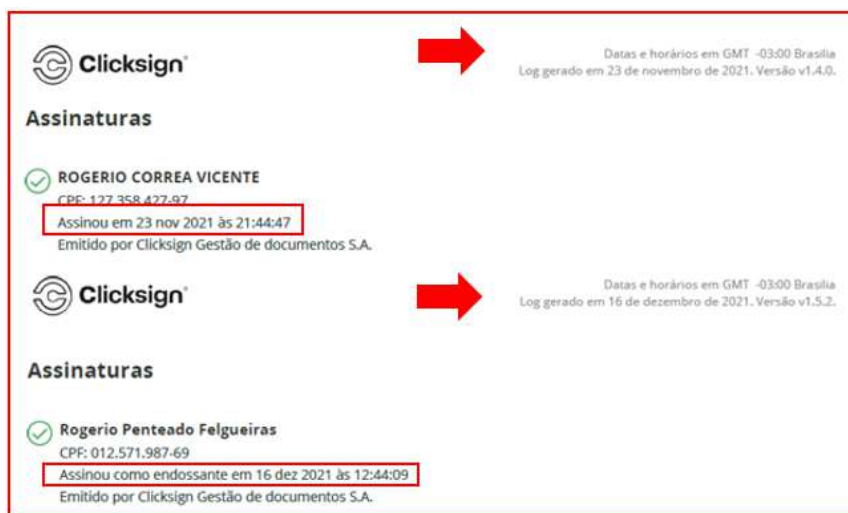 Clicksign
Datas e horários em GMT -03:00 Brasilia
Log gerado em 23 de novembro de 2021. Versão v1.4.0.
Assinaturas
ROGERIO CORREA VICENTE
CPF: 127.358.427-97
Assinou em 23 nov 2021 às 21:44:47
Emitido por Clicksign Gestão de documentos S.A.
Clicksign
Datas e horários em GMT -03:00 Brasilia
Log gerado em 16 de dezembro de 2021. Versão v1.5.2.
Assinaturas
Rogerio Penteado Felgueiras
CPF: 012.571.987-69
Assinou como endossante em 16 dez 2021 às 12:44:09
Emitido por Clicksign Gestão de documentos S.A.